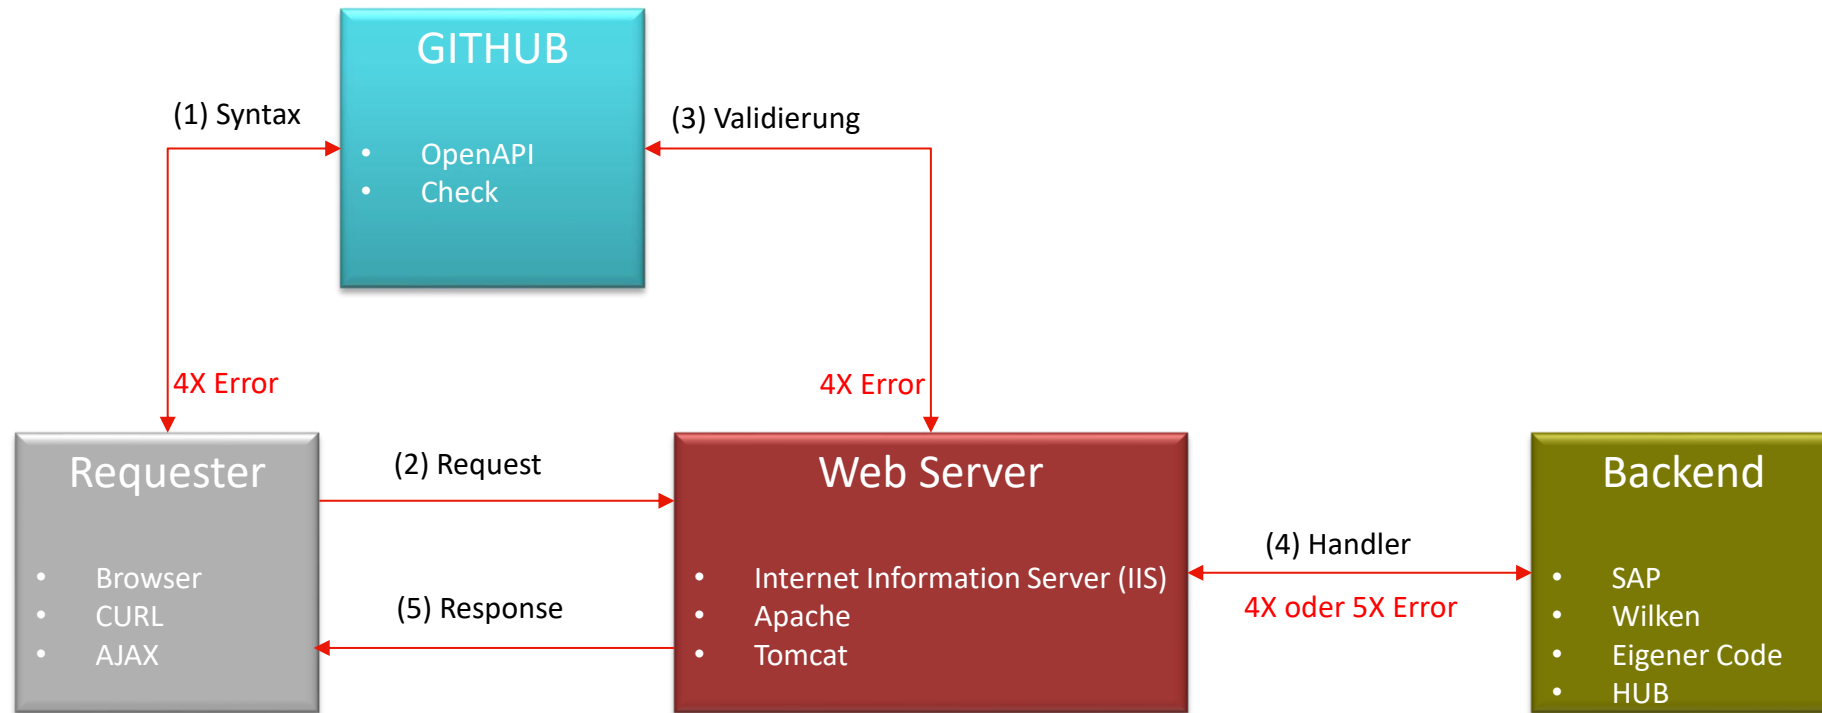 GITHUB
(1) Syntax
(3) Validierung
• OpenAPI
• Check
4X Error
4X Error
Requester
(2) Request
Web Server
Backend
(4) Handler
• Browser
• CURL
• AJAX
(5) Response
• Internet Information Server (IIS)
• Apache
• Tomcat
4X oder 5X Error
• SAP
• Wilken
• Eigener Code
• HUB